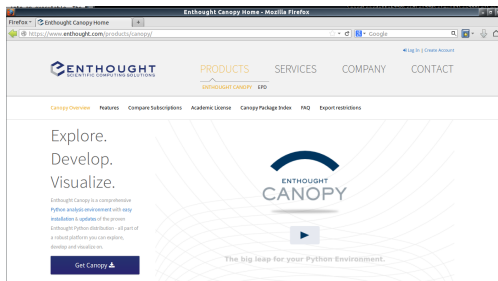 Enthought Canopy Home - Mozilla Firefox
Firefox
Enthought Canopy Home
https://www.enthought.com/products/canopy/
Google
Log In | Create Account
ENTHOUGHT
SCIENTIFIC COMPUTING SOLUTIONS
PRODUCTS SERVICES COMPANY CONTACT
ENTHOUGHT CANOPY EPD
Canopy Overview Features Compare Subscriptions Academic License Canopy Package Index FAQ Export restrictions
Explore.
Develop.
Visualize.
Enthought Canopy is a comprehensive
Python analysis environment with easy
installation & updates of the proven
Enthought Python distribution - all part of
a robust platform you can explore,
develop and visualize on.
Get Canopy
ENTHOUGHT
CANOPY
The big leap for your Python Environment.